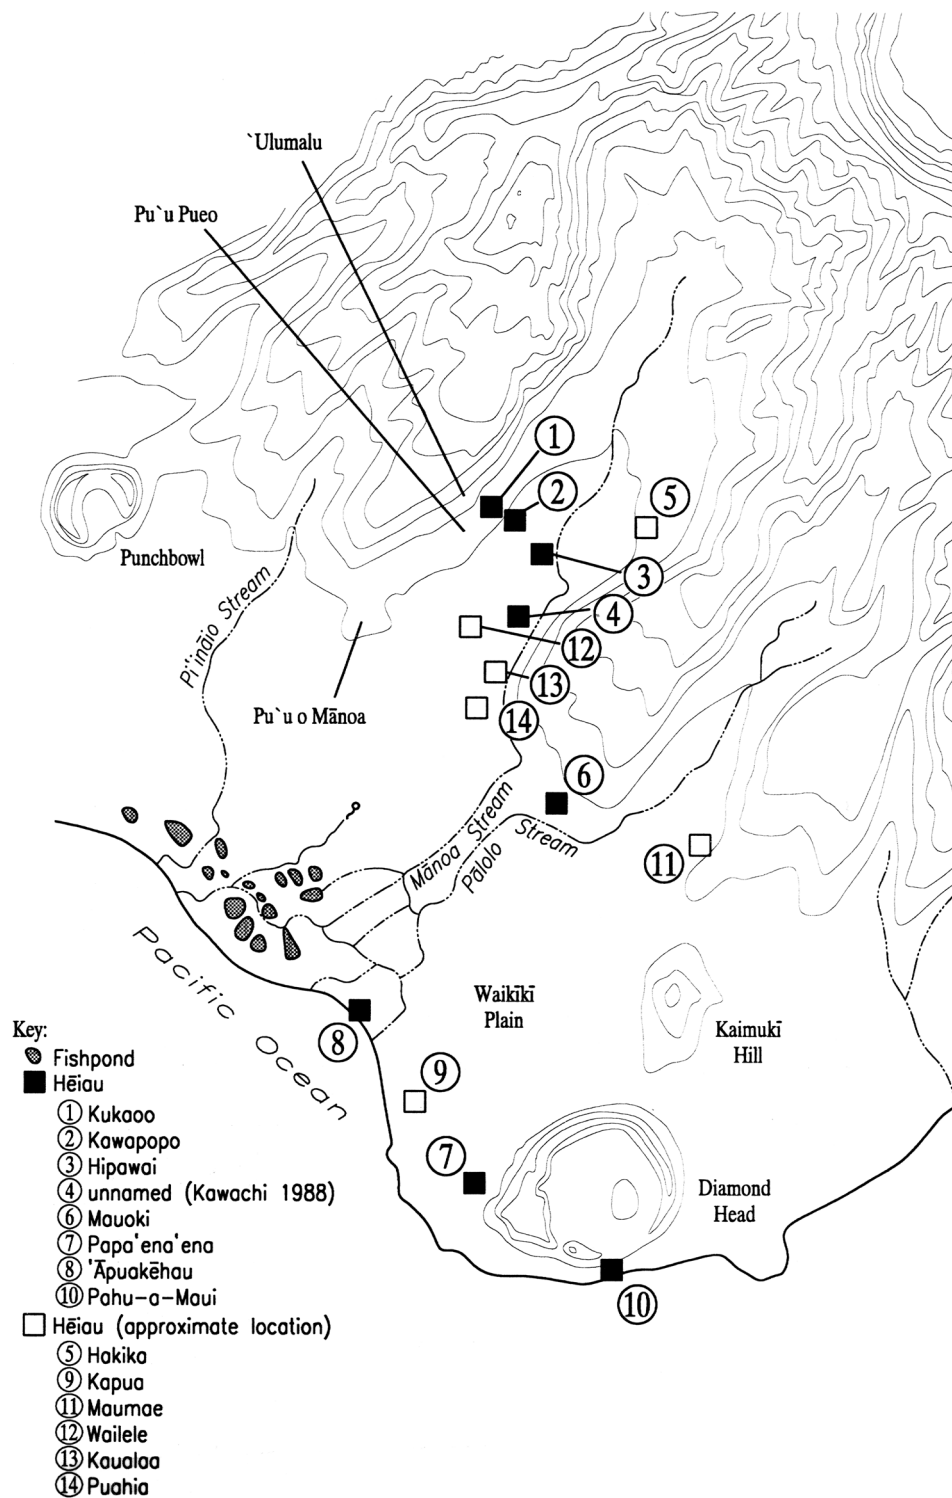 `Ulumalu
Pu`u Pueo
1
2
5
Punchbowl
3
4
Pi'ināio Stream
12
13
Pu`u o Mānoa
14
6
Mānoa Stream
Pālolo Stream
11
Pacific Ocean
Waikīkī
Plain
Kaimukī
Hill
8
9
7
Diamond
Head
10
Key:
Fishpond
Hēiau
1 Kukaoo
2 Kawapopo
3 Hipawai
4 unnamed (Kawachi 1988)
6 Mauoki
7 Papa'ena'ena
8 'Āpuakēhau
10 Pahu-a-Maui
Hēiau (approximate location)
5 Hakika
9 Kapua
11 Maumae
12 Wailele
13 Kaualaa
14 Puahia